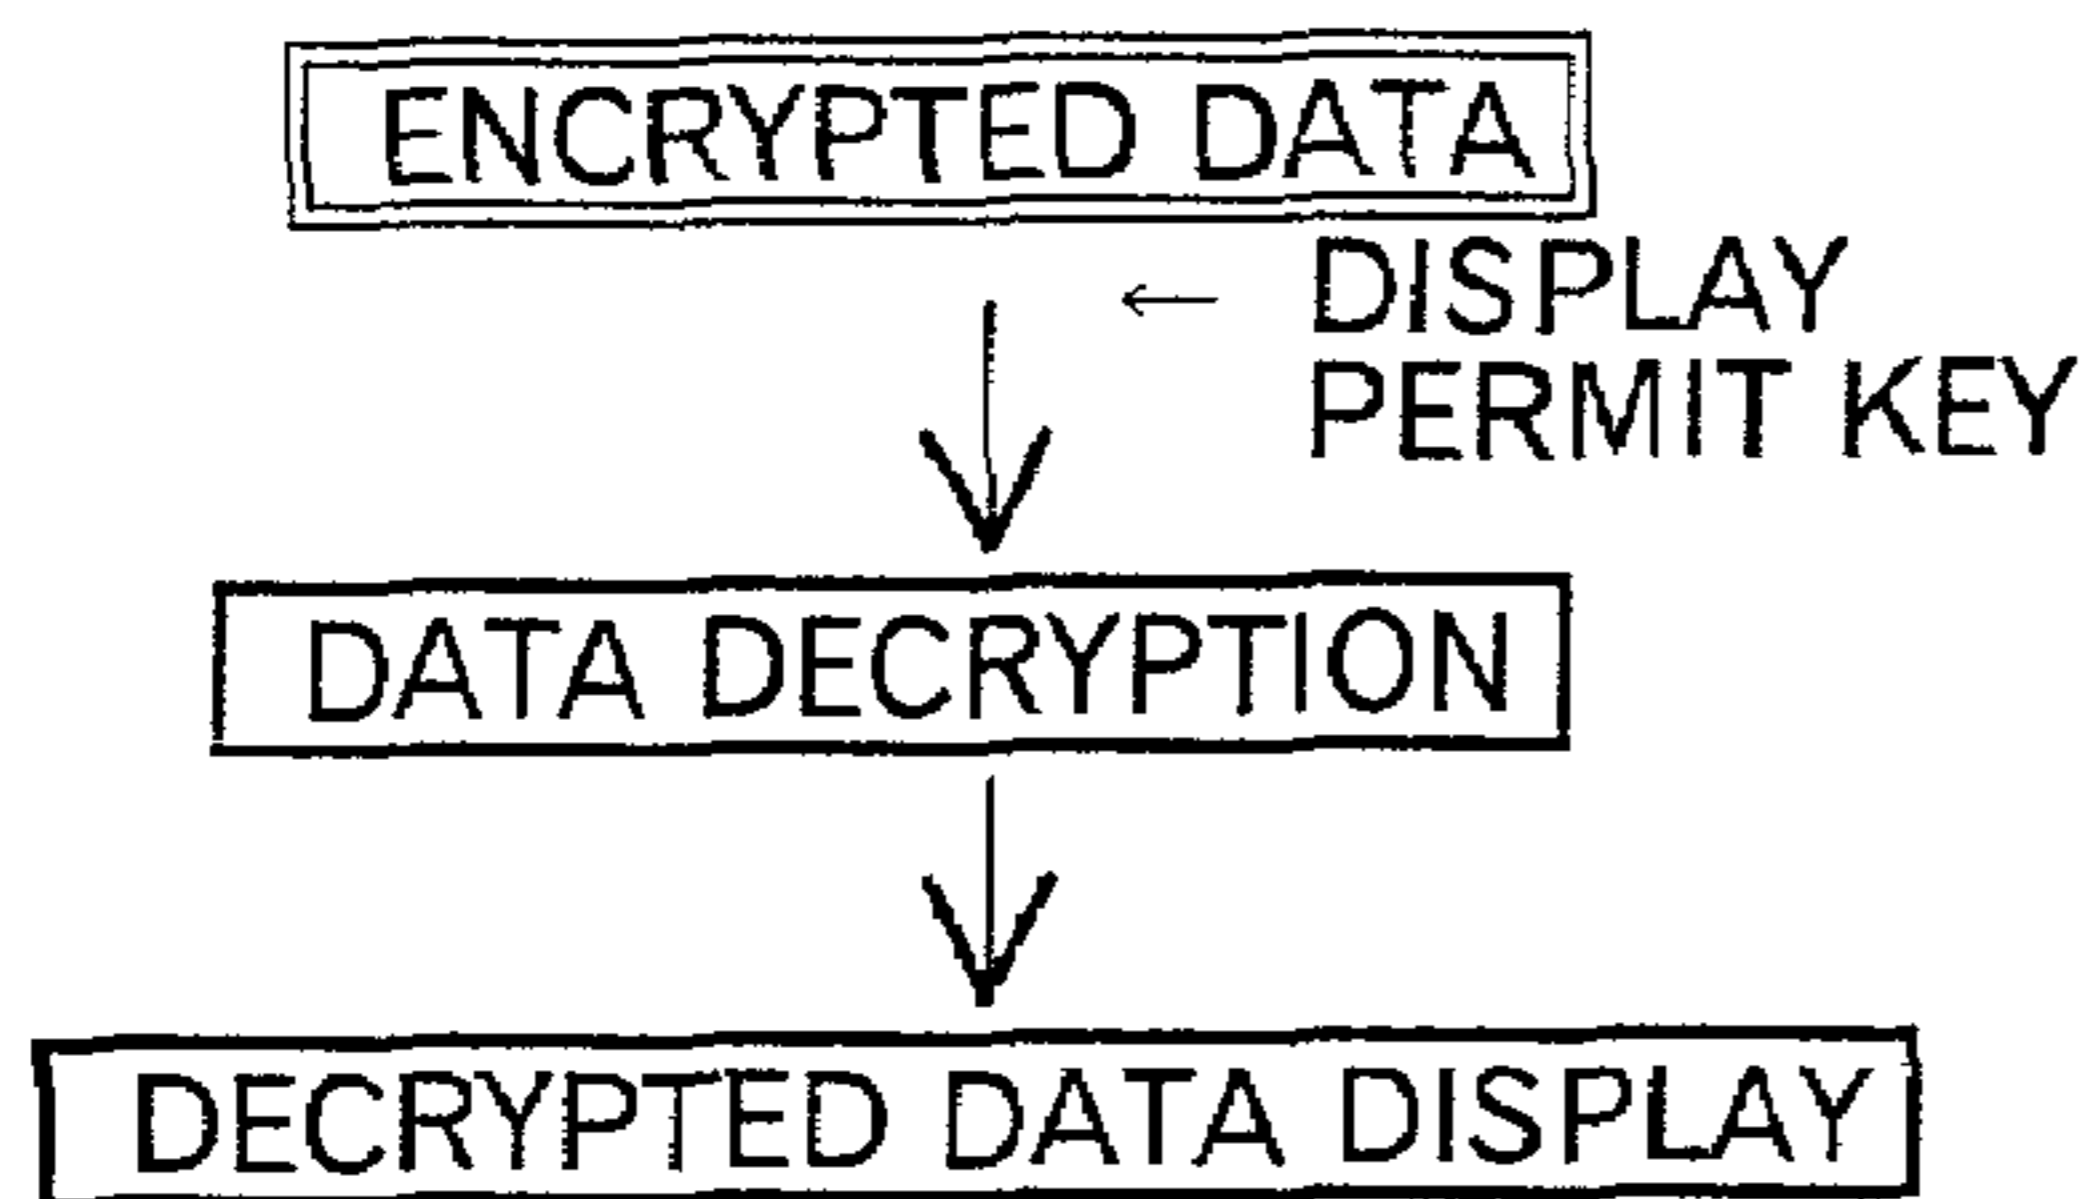 ENCRYPTED DATA
DISPLAY
PERMIT KEY
DATA DECRYPTION
DECRYPTED DATA DISPLAY